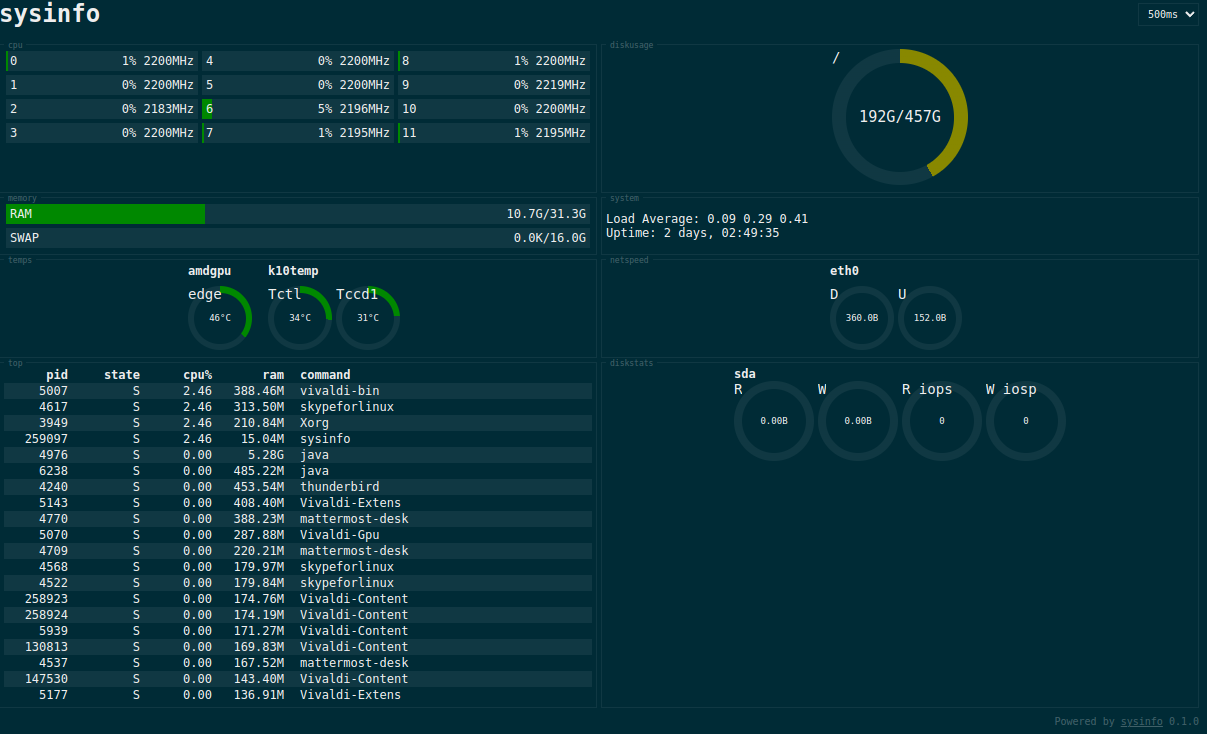 sysinfo
500ms
cpu
0 1% 2200MHz 4 0% 2200MHz 8 1% 2200MHz
1 0% 2200MHz 5 0% 2200MHz 9 0% 2219MHz
2 0% 2183MHz 6 5% 2196MHz 10 0% 2200MHz
3 0% 2200MHz 7 1% 2195MHz 11 1% 2195MHz
diskusage
/
192G/457G
memory
RAM 10.7G/31.3G
SWAP 0.0K/16.0G
system
Load Average: 0.09 0.29 0.41
Uptime: 2 days, 02:49:35
temps
amdgpu k10temp
edge Tctl Tccd1
46°C 34°C 31°C
netspeed
eth0
D U
360.0B 152.0B
top
pid state cpu% ram command
5007 S 2.46 388.46M vivaldi-bin
4617 S 2.46 313.50M skypeforlinux
3949 S 2.46 210.84M Xorg
259097 S 2.46 15.04M sysinfo
4976 S 0.00 5.28G java
6238 S 0.00 485.22M java
4240 S 0.00 453.54M thunderbird
5143 S 0.00 408.40M Vivaldi-Extens
4770 S 0.00 388.23M mattermost-desk
5070 S 0.00 287.88M Vivaldi-Gpu
4709 S 0.00 220.21M mattermost-desk
4568 S 0.00 179.97M skypeforlinux
4522 S 0.00 179.84M skypeforlinux
258923 S 0.00 174.76M Vivaldi-Content
258924 S 0.00 174.19M Vivaldi-Content
5939 S 0.00 171.27M Vivaldi-Content
130813 S 0.00 169.83M Vivaldi-Content
4537 S 0.00 167.52M mattermost-desk
147530 S 0.00 143.40M Vivaldi-Content
5177 S 0.00 136.91M Vivaldi-Extens
diskstats
sda
R W R iops W iosp
0.00B 0.00B 0 0
Powered by sysinfo 0.1.0